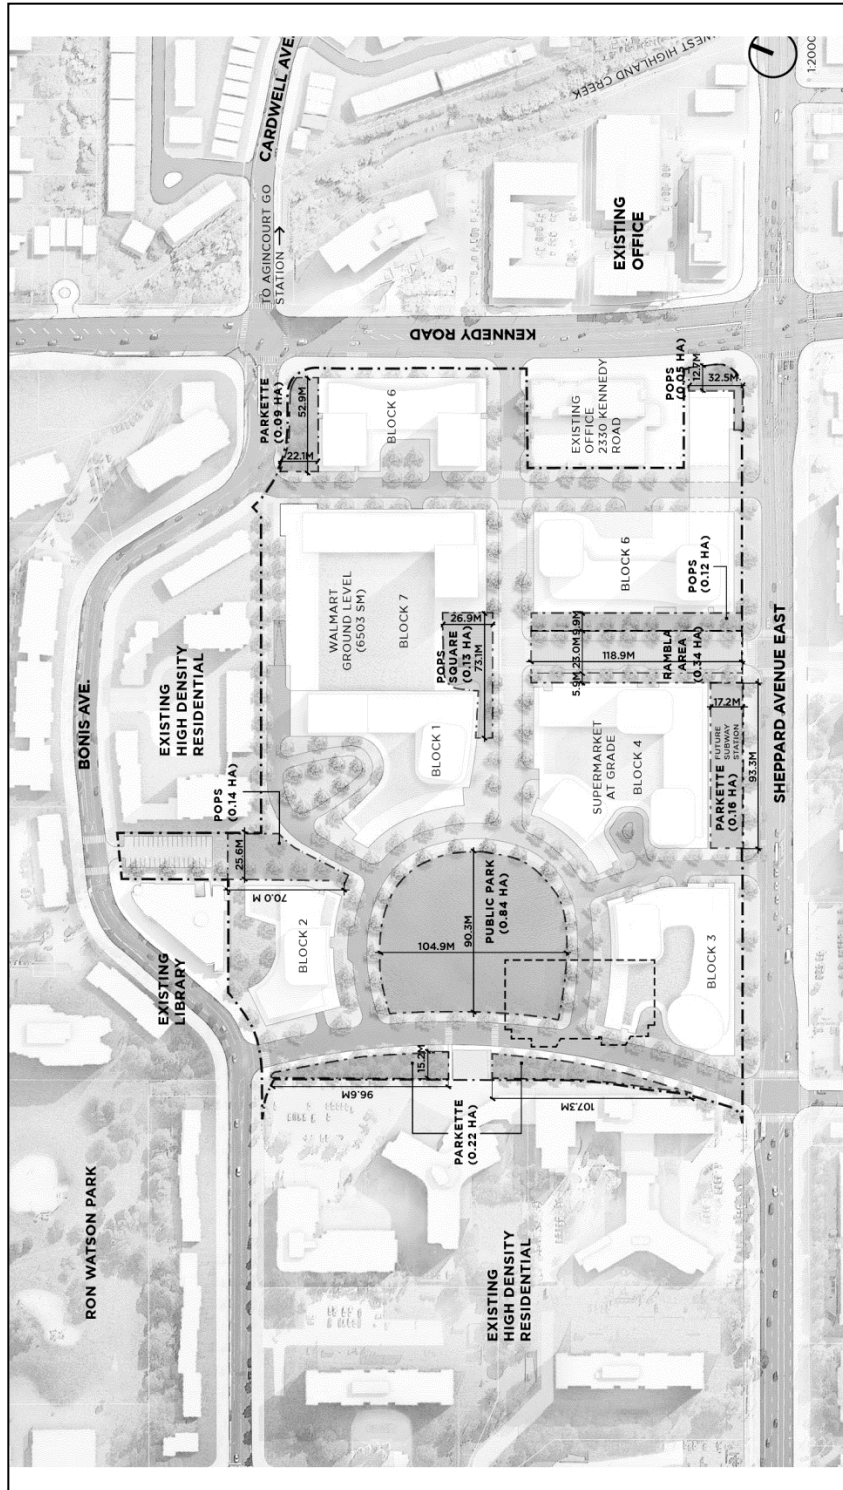 CARDWELL AVE.
WEST HIGHLAND CREEK
1:2000
TO AGINCOURT GO
STATION →
EXISTING
OFFICE
KENNEDY ROAD
PARKETTE
(0.09 HA)
52.9M
22.1M
BLOCK 6
EXISTING
OFFICE
2330 KENNEDY
ROAD
POPS
(0.05 HA)
12.7M
32.5M
BONIS AVE.
EXISTING
HIGH DENSITY
RESIDENTIAL
WALMART
GROUND LEVEL
(6503 SM)
BLOCK 7
POPS
SQUARE
(0.13 HA)
26.9M
73.1M
BLOCK 6
POPS
(0.12 HA)
5.9M
23.0M
9.9M
118.9M
RAMBLA
AREA
(0.34 HA)
SHEPPARD AVENUE EAST
POPS
(0.14 HA)
25.6M
70.0 M
BLOCK 1
SUPERMARKET
AT GRADE
BLOCK 4
PARKETTE
(0.16 HA)
FUTURE
SUBWAY
STATION
17.2M
93.3M
EXISTING
LIBRARY
BLOCK 2
104.9M
90.3M
PUBLIC PARK
(0.84 HA)
BLOCK 3
15.2M
96.6M
107.3M
PARKETTE
(0.22 HA)
RON WATSON PARK
EXISTING
HIGH DENSITY
RESIDENTIAL